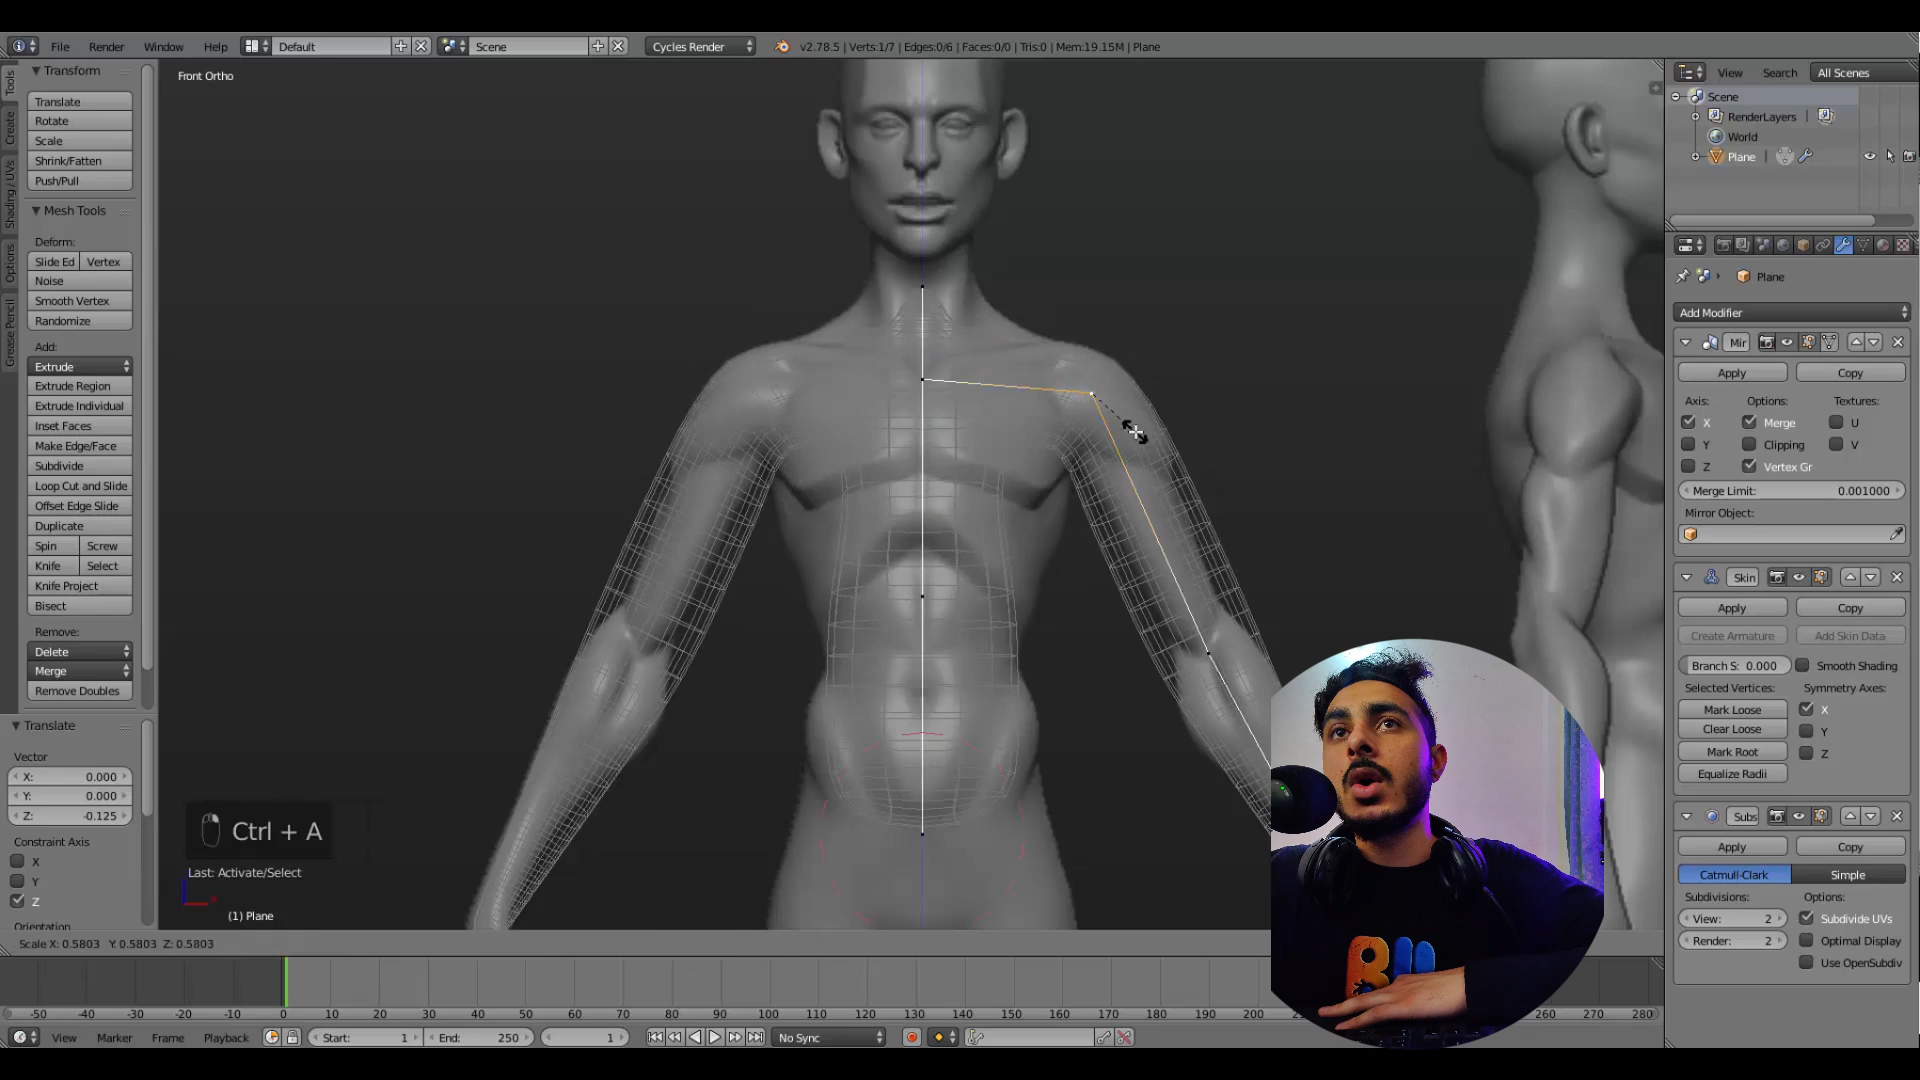 File Render Window Help Default Scene Cycles Render v2.78.5 | Verts:1/7 | Edges:0/6 | Faces:0/0 | Tris:0 | Mem:19.15M | Plane
Tools
Create
Shading / UVs
Options
Grease Pencil
Transform
Translate
Rotate
Scale
Shrink/Fatten
Push/Pull
Mesh Tools
Deform:
Slide Ed Vertex
Noise
Smooth Vertex
Randomize
Add:
Extrude
Extrude Region
Extrude Individual
Inset Faces
Make Edge/Face
Subdivide
Loop Cut and Slide
Offset Edge Slide
Duplicate
Spin Screw
Knife Select
Knife Project
Bisect
Remove:
Delete
Merge
Remove Doubles
Translate
Vector
X: 0.000
Y: 0.000
Z: -0.125
Constraint Axis
X
Y
Z
Orientation
Front Ortho
Ctrl + A
Last: Activate/Select
(1) Plane
Scale X: 0.5803 Y: 0.5803 Z: 0.5803
View Search All Scenes
Scene
RenderLayers |
World
Plane |
Plane
Add Modifier
Mir
Apply Copy
Axis: Options: Textures:
X Merge U
Y Clipping V
Z Vertex Gr
Merge Limit: 0.001000
Mirror Object:
Skin
Apply Copy
Create Armature Add Skin Data
Branch S: 0.000 Smooth Shading
Selected Vertices: Symmetry Axes:
Mark Loose X
Clear Loose Y
Mark Root Z
Equalize Radii
Subs
Apply Copy
Catmull-Clark Simple
Subdivisions: Options:
View: 2 Subdivide UVs
Render: 2 Optimal Display
Use OpenSubdiv
-50 -40 -30 -20 -10 0 10 20 30 40 50 60 70 80 90 100 110 120 130 140 150 160 170 180 190 200 260 270 280
View Marker Frame Playback Start: 1 End: 250 1 No Sync